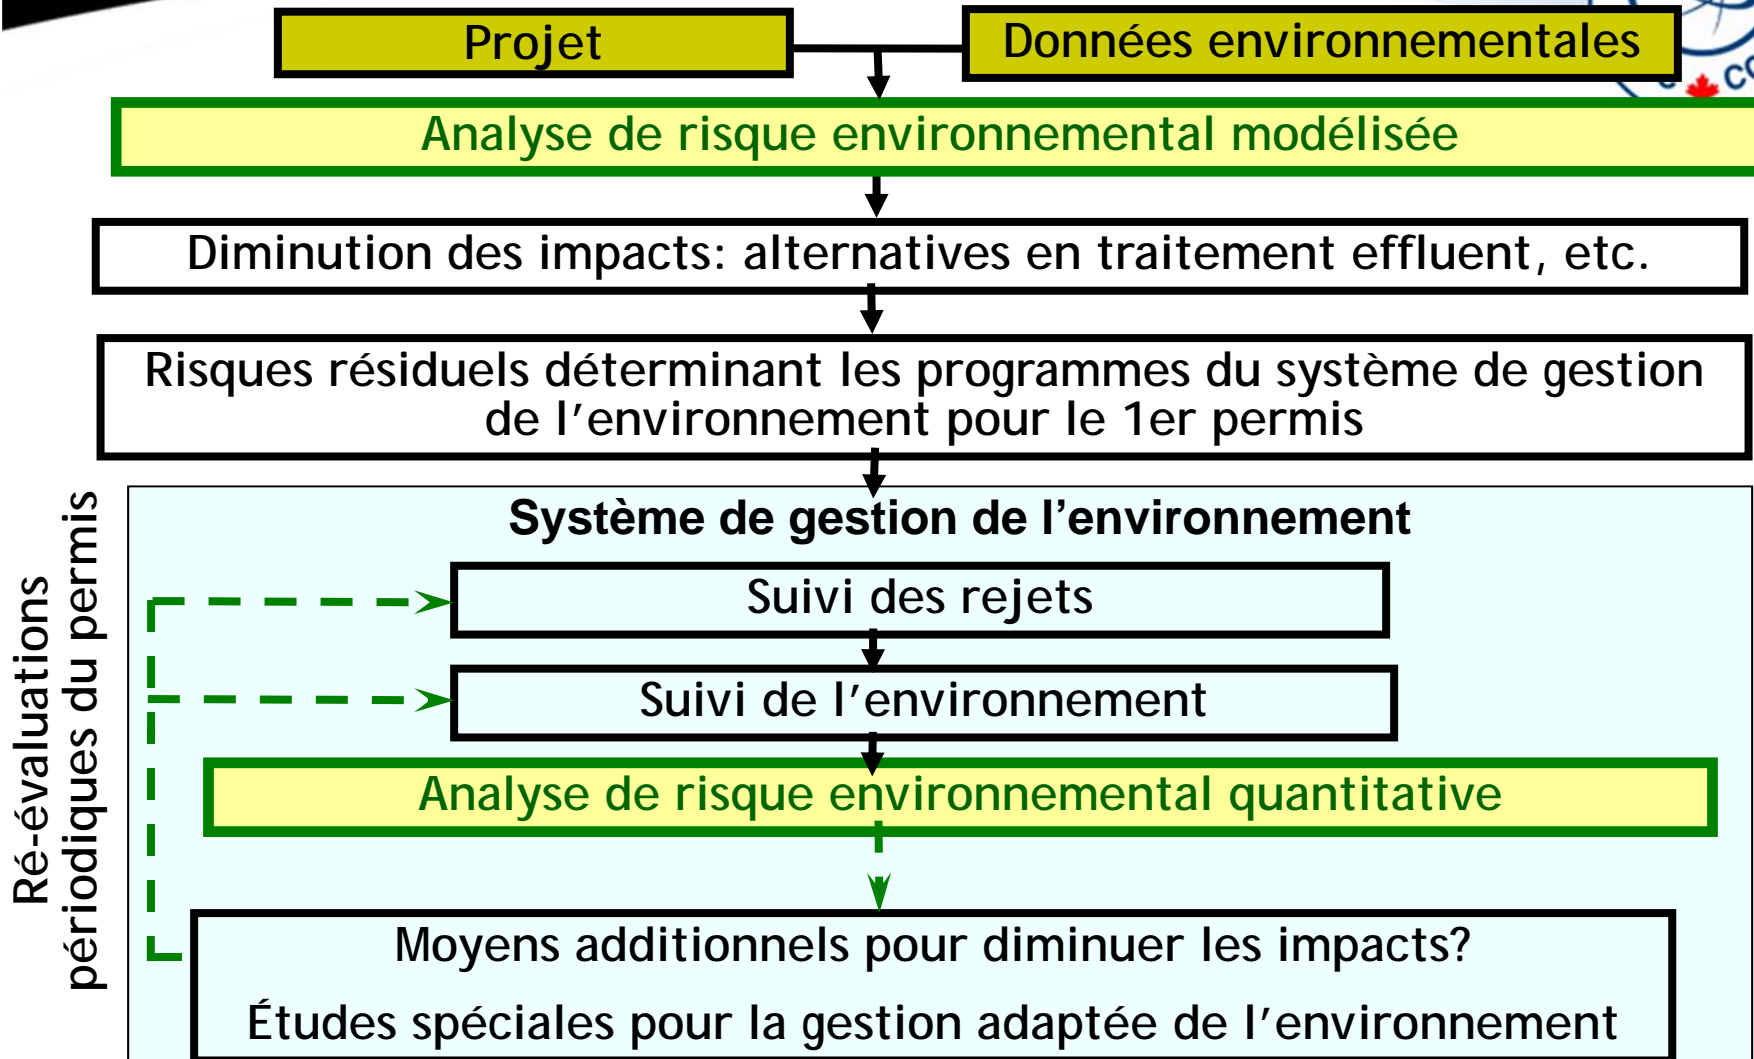 Projet
Données environnementales
Analyse de risque environnemental modélisée
Diminution des impacts: alternatives en traitement effluent, etc.
Risques résiduels déterminant les programmes du système de gestion
de l’environnement pour le 1er permis
Ré-évaluations
périodiques du permis
Système de gestion de l’environnement
Suivi des rejets
Suivi de l’environnement
Analyse de risque environnemental quantitative
Moyens additionnels pour diminuer les impacts?
Études spéciales pour la gestion adaptée de l’environnement